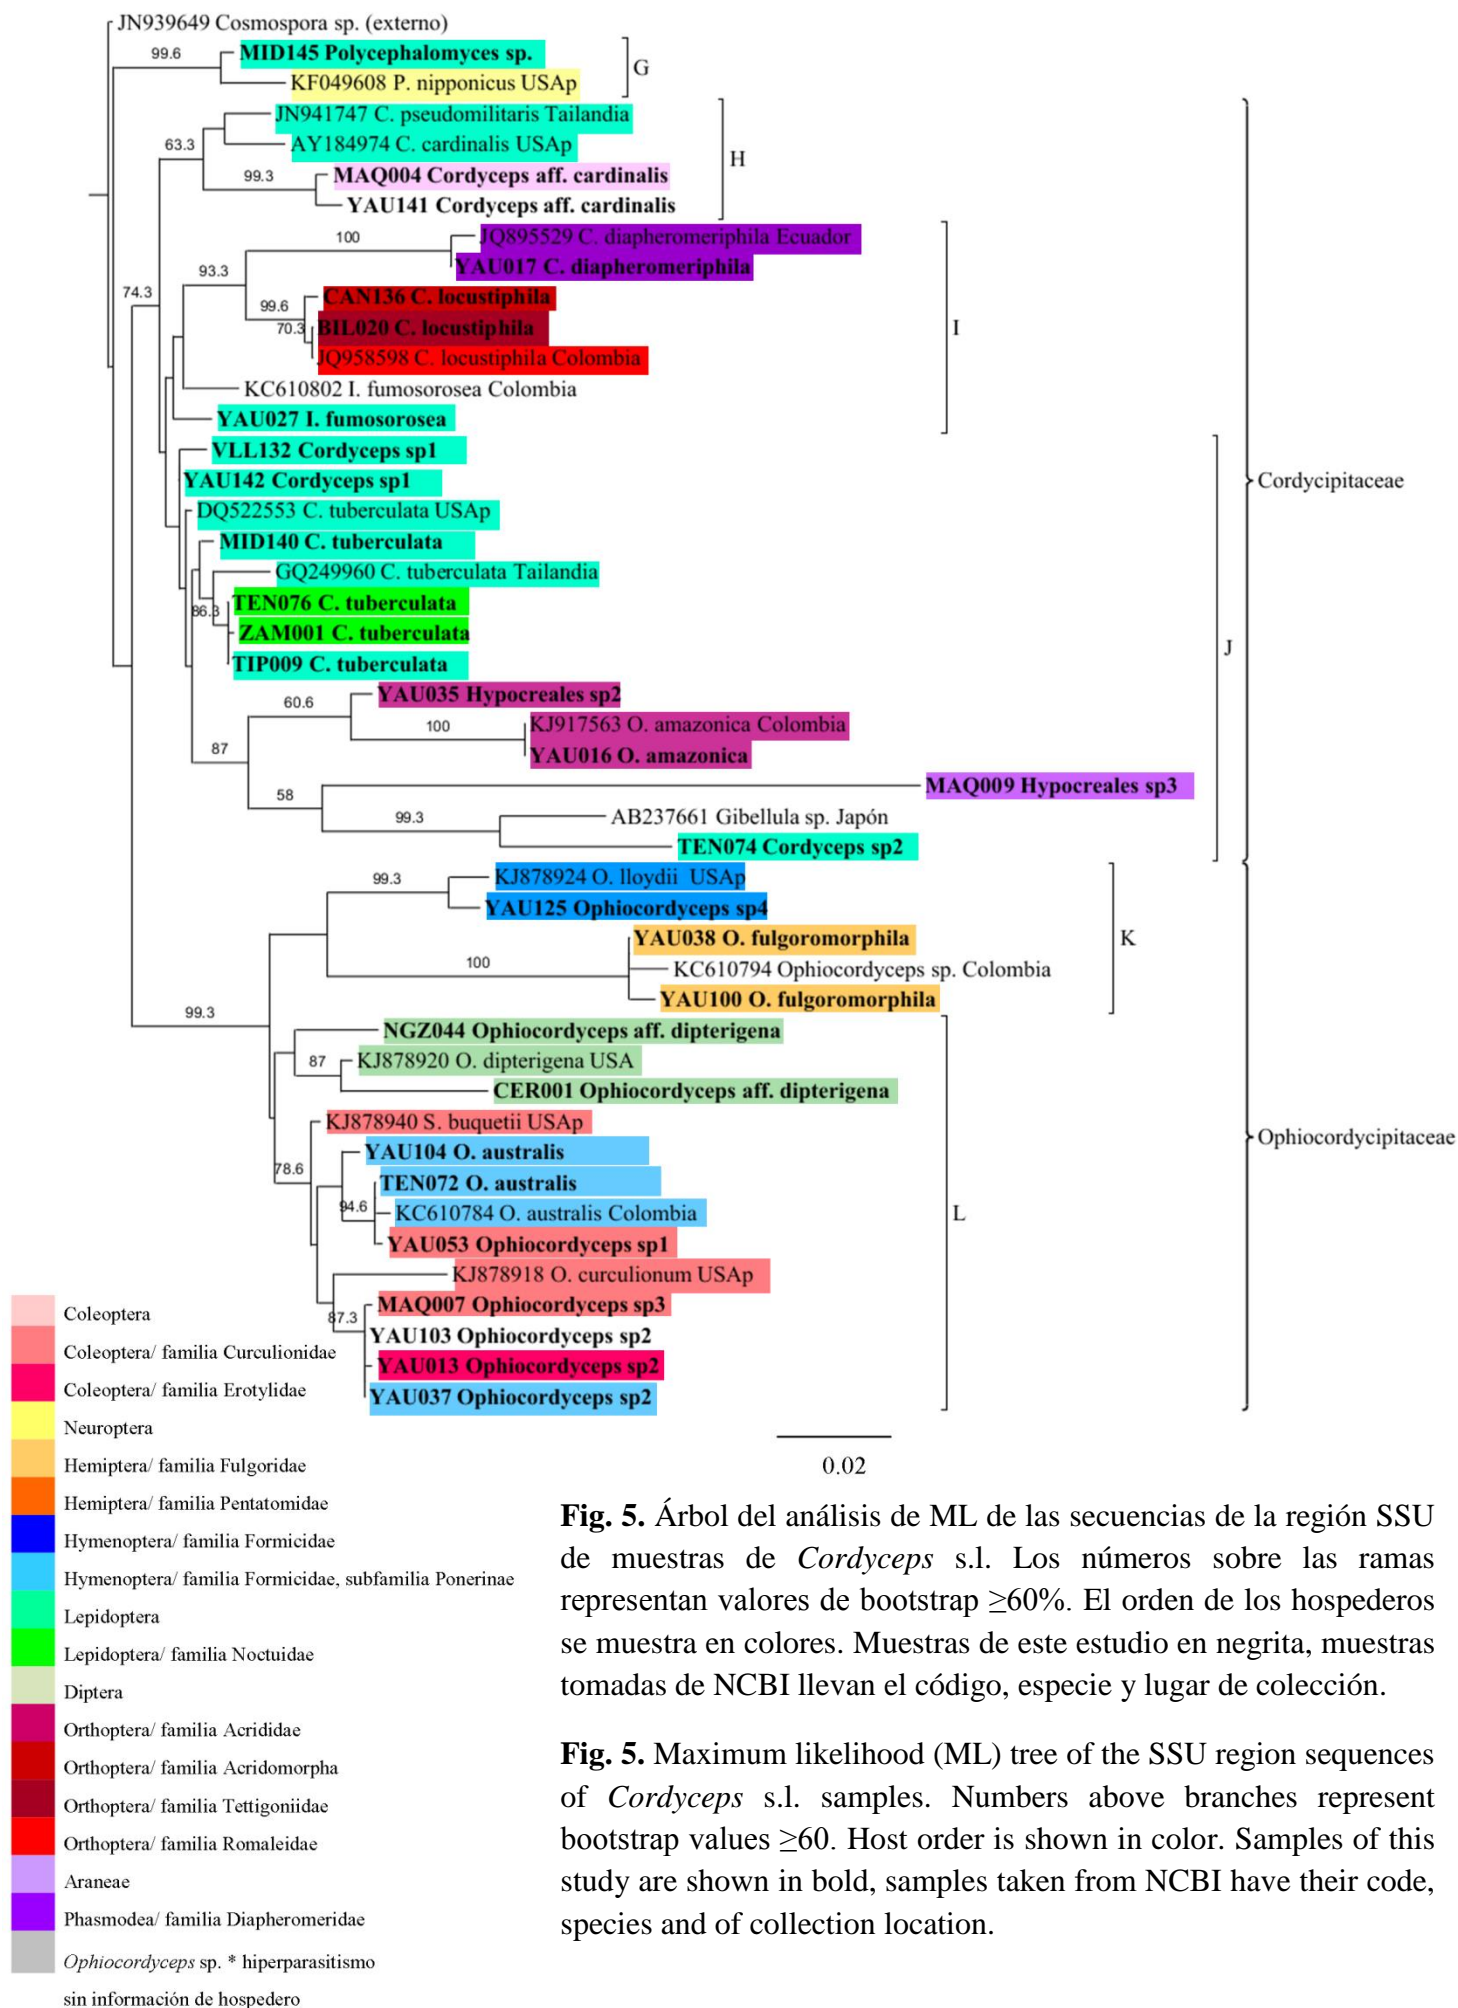 JN939649 Cosmospora sp. (externo)
99.6
MID145 Polycephalomyces sp.
KF049608 P. nipponicus USAp
G
JN941747 C. pseudomilitaris Tailandia
63.3
AY184974 C. cardinalis USAp
99.3
MAQ004 Cordyceps aff. cardinalis
YAU141 Cordyceps aff. cardinalis
H
100
JQ895529 C. diapheromeriphila Ecuador
YAU017 C. diapheromeriphila
93.3
74.3
99.6
CAN136 C. locustiphila
70.3
BIL020 C. locustiphila
JQ958598 C. locustiphila Colombia
I
KC610802 I. fumosorosea Colombia
YAU027 I. fumosorosea
VLL132 Cordyceps sp1
YAU142 Cordyceps sp1
Cordycipitaceae
DQ522553 C. tuberculata USAp
MID140 C. tuberculata
GQ249960 C. tuberculata Tailandia
86.3
TEN076 C. tuberculata
ZAM001 C. tuberculata
TIP009 C. tuberculata
J
60.6
YAU035 Hypocreales sp2
100
KJ917563 O. amazonica Colombia
YAU016 O. amazonica
87
58
MAQ009 Hypocreales sp3
99.3
AB237661 Gibellula sp. Japón
TEN074 Cordyceps sp2
99.3
KJ878924 O. lloydii USAp
YAU125 Ophiocordyceps sp4
YAU038 O. fulgoromorphila
K
100
KC610794 Ophiocordyceps sp. Colombia
YAU100 O. fulgoromorphila
99.3
NGZ044 Ophiocordyceps aff. dipterigena
87
KJ878920 O. dipterigena USA
CER001 Ophiocordyceps aff. dipterigena
KJ878940 S. buquetii USAp
Ophiocordycipitaceae
78.6
YAU104 O. australis
TEN072 O. australis
94.6
KC610784 O. australis Colombia
L
YAU053 Ophiocordyceps sp1
KJ878918 O. curculionum USAp
MAQ007 Ophiocordyceps sp3
87.3
YAU103 Ophiocordyceps sp2
YAU013 Ophiocordyceps sp2
YAU037 Ophiocordyceps sp2
0.02
Coleoptera
Coleoptera/ familia Curculionidae
Coleoptera/ familia Erotylidae
Neuroptera
Hemiptera/ familia Fulgoridae
Hemiptera/ familia Pentatomidae
Hymenoptera/ familia Formicidae
Hymenoptera/ familia Formicidae, subfamilia Ponerinae
Lepidoptera
Lepidoptera/ familia Noctuidae
Diptera
Orthoptera/ familia Acrididae
Orthoptera/ familia Acridomorpha
Orthoptera/ familia Tettigoniidae
Orthoptera/ familia Romaleidae
Araneae
Phasmodea/ familia Diapheromeridae
Ophiocordyceps sp. * hiperparasitismo
sin información de hospedero
Fig. 5. Árbol del análisis de ML de las secuencias de la región SSU
de muestras de Cordyceps s.l. Los números sobre las ramas
representan valores de bootstrap ≥60%. El orden de los hospederos
se muestra en colores. Muestras de este estudio en negrita, muestras
tomadas de NCBI llevan el código, especie y lugar de colección.
Fig. 5. Maximum likelihood (ML) tree of the SSU region sequences
of Cordyceps s.l. samples. Numbers above branches represent
bootstrap values ≥60. Host order is shown in color. Samples of this
study are shown in bold, samples taken from NCBI have their code,
species and of collection location.